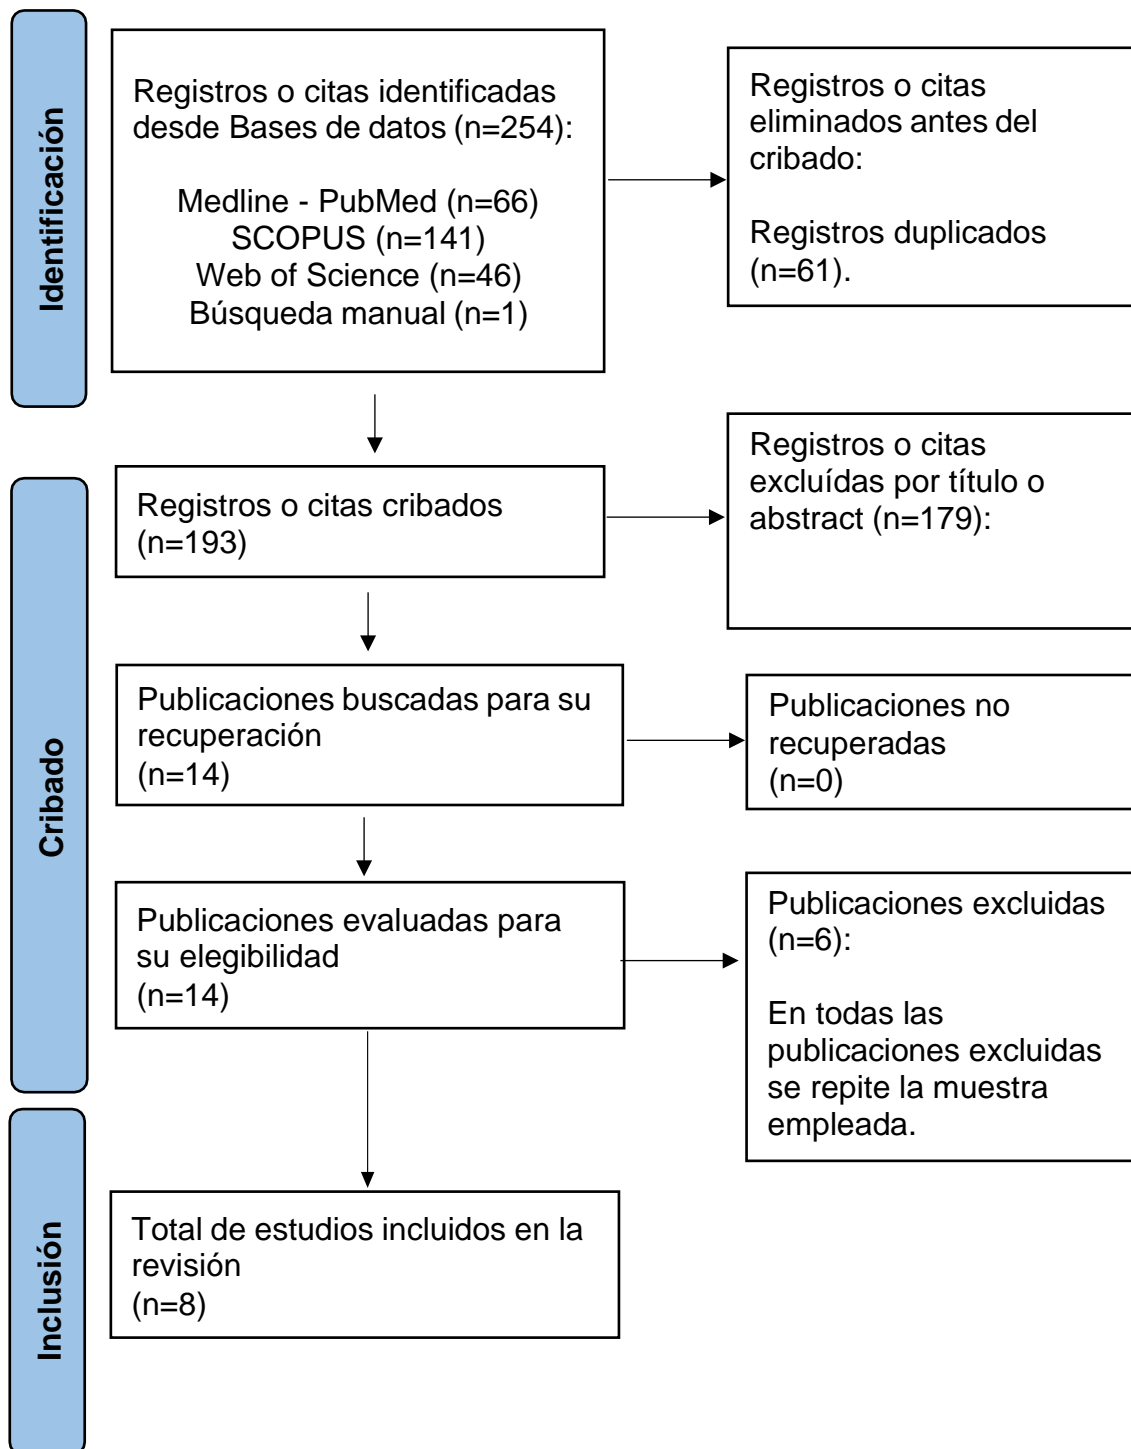 Identificación
Registros o citas identificadas
desde Bases de datos (n=254):
Medline - PubMed (n=66)
SCOPUS (n=141)
Web of Science (n=46)
Búsqueda manual (n=1)
Registros o citas
eliminados antes del
cribado:
Registros duplicados
(n=61).
Cribado
Registros o citas cribados
(n=193)
Registros o citas
excluídas por título o
abstract (n=179):
Publicaciones buscadas para su
recuperación
(n=14)
Publicaciones no
recuperadas
(n=0)
Publicaciones evaluadas para
su elegibilidad
(n=14)
Publicaciones excluidas
(n=6):
En todas las
publicaciones excluidas
se repite la muestra
empleada.
Inclusión
Total de estudios incluidos en la
revisión
(n=8)